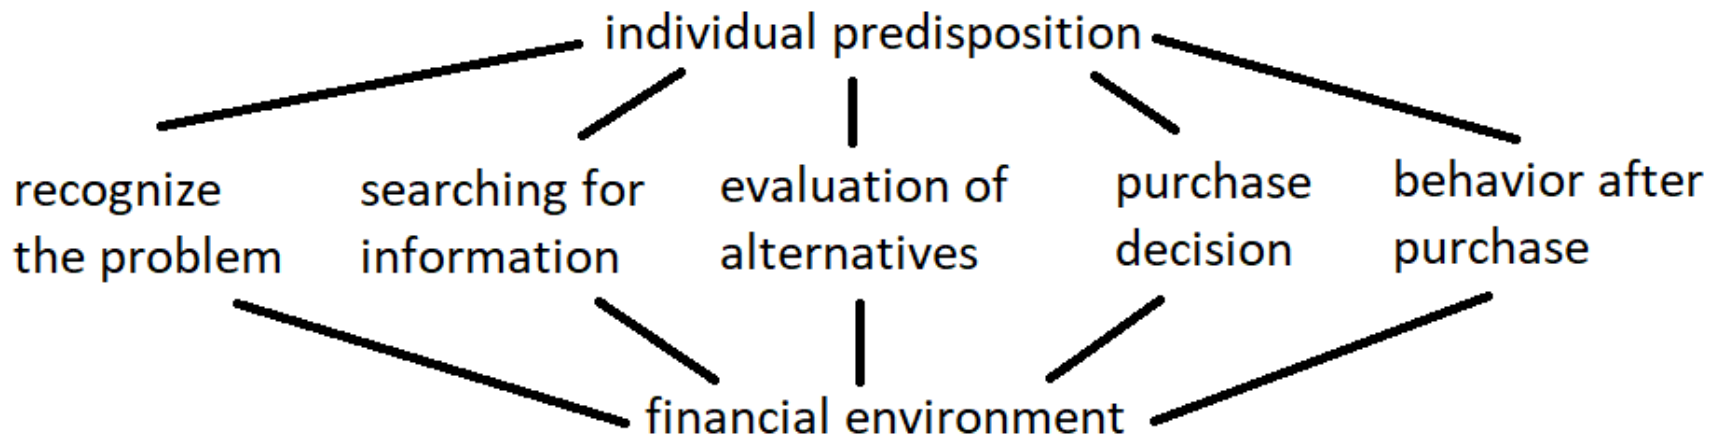 individual predisposition
recognize
the problem
searching for
information
evaluation of
alternatives
purchase
decision
behavior after
purchase
financial environment